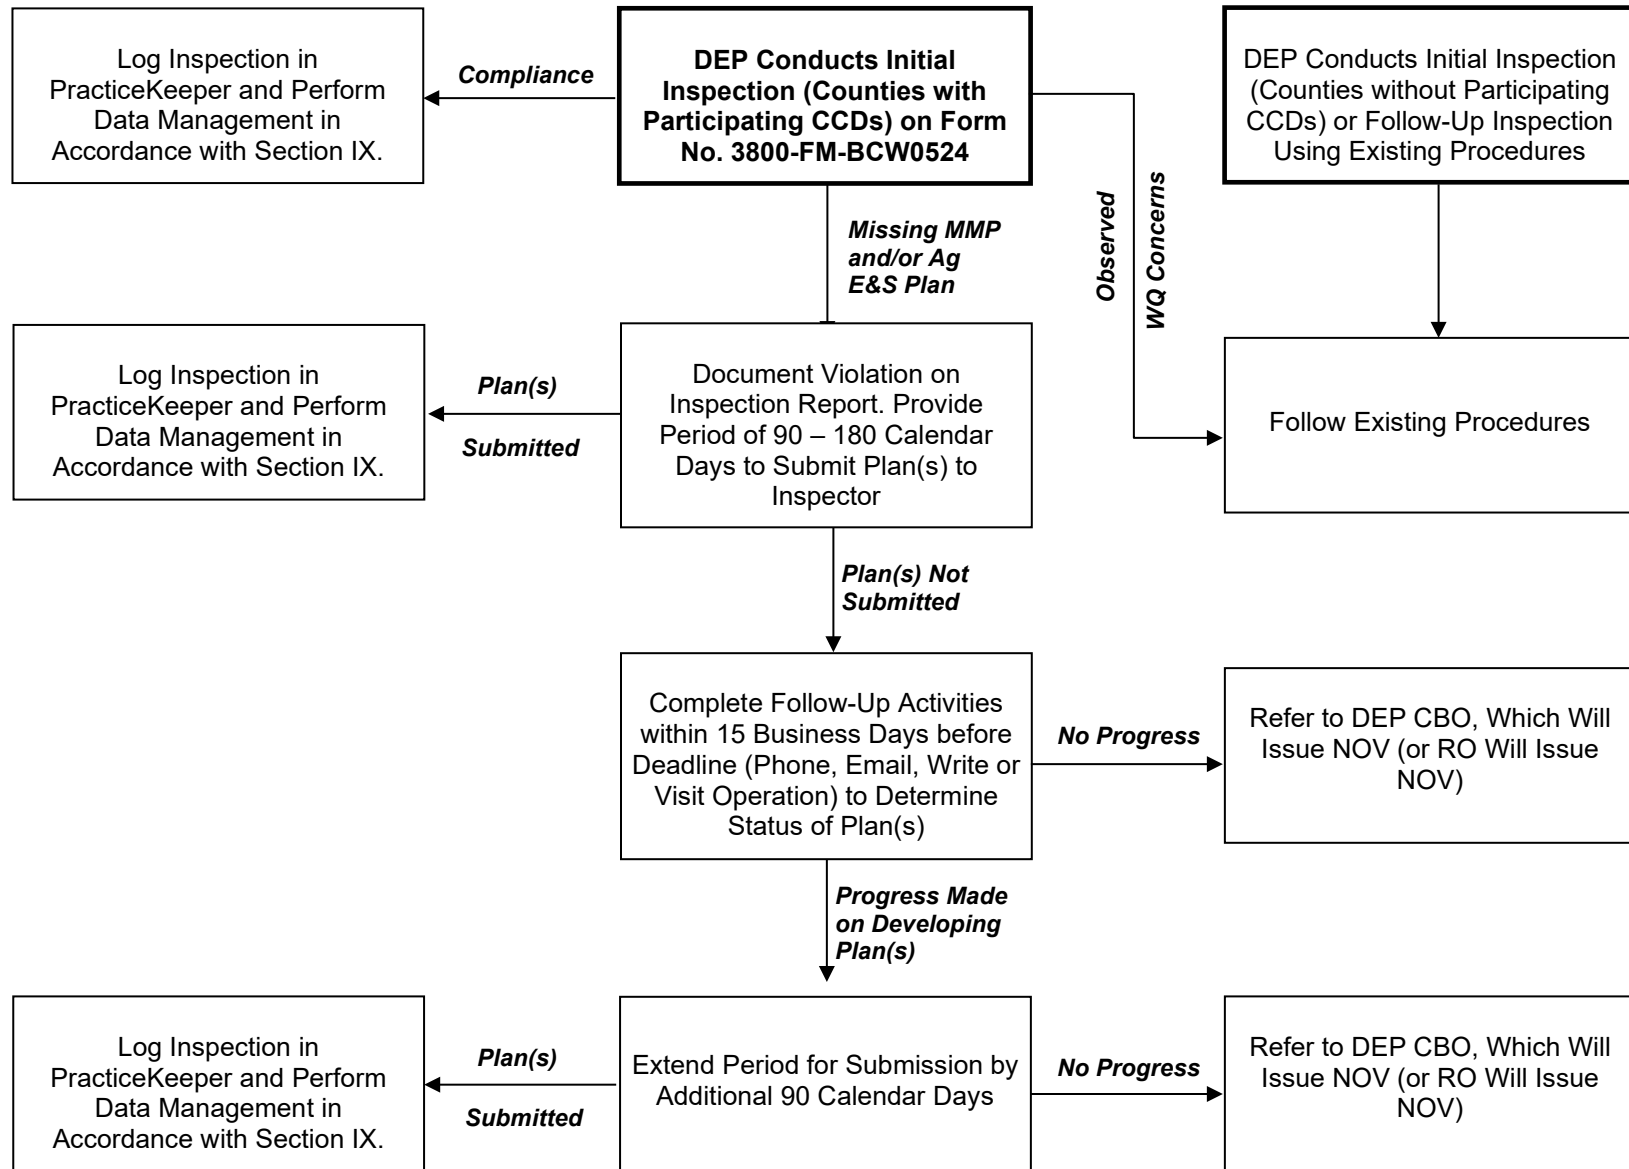 Log Inspection in
PracticeKeeper and Perform
Data Management in
Accordance with Section IX.
Compliance
DEP Conducts Initial
Inspection (Counties with
Participating CCDs) on Form
No. 3800-FM-BCW0524
DEP Conducts Initial Inspection
(Counties without Participating
CCDs) or Follow-Up Inspection
Using Existing Procedures
Missing MMP
and/or Ag
E&S Plan
Observed
WQ Concerns
Log Inspection in
PracticeKeeper and Perform
Data Management in
Accordance with Section IX.
Plan(s)
Submitted
Document Violation on
Inspection Report. Provide
Period of 90 – 180 Calendar
Days to Submit Plan(s) to
Inspector
Follow Existing Procedures
Plan(s) Not
Submitted
Complete Follow-Up Activities
within 15 Business Days before
Deadline (Phone, Email, Write or
Visit Operation) to Determine
Status of Plan(s)
No Progress
Refer to DEP CBO, Which Will
Issue NOV (or RO Will Issue
NOV)
Progress Made
on Developing
Plan(s)
Log Inspection in
PracticeKeeper and Perform
Data Management in
Accordance with Section IX.
Plan(s)
Submitted
Extend Period for Submission by
Additional 90 Calendar Days
No Progress
Refer to DEP CBO, Which Will
Issue NOV (or RO Will Issue
NOV)